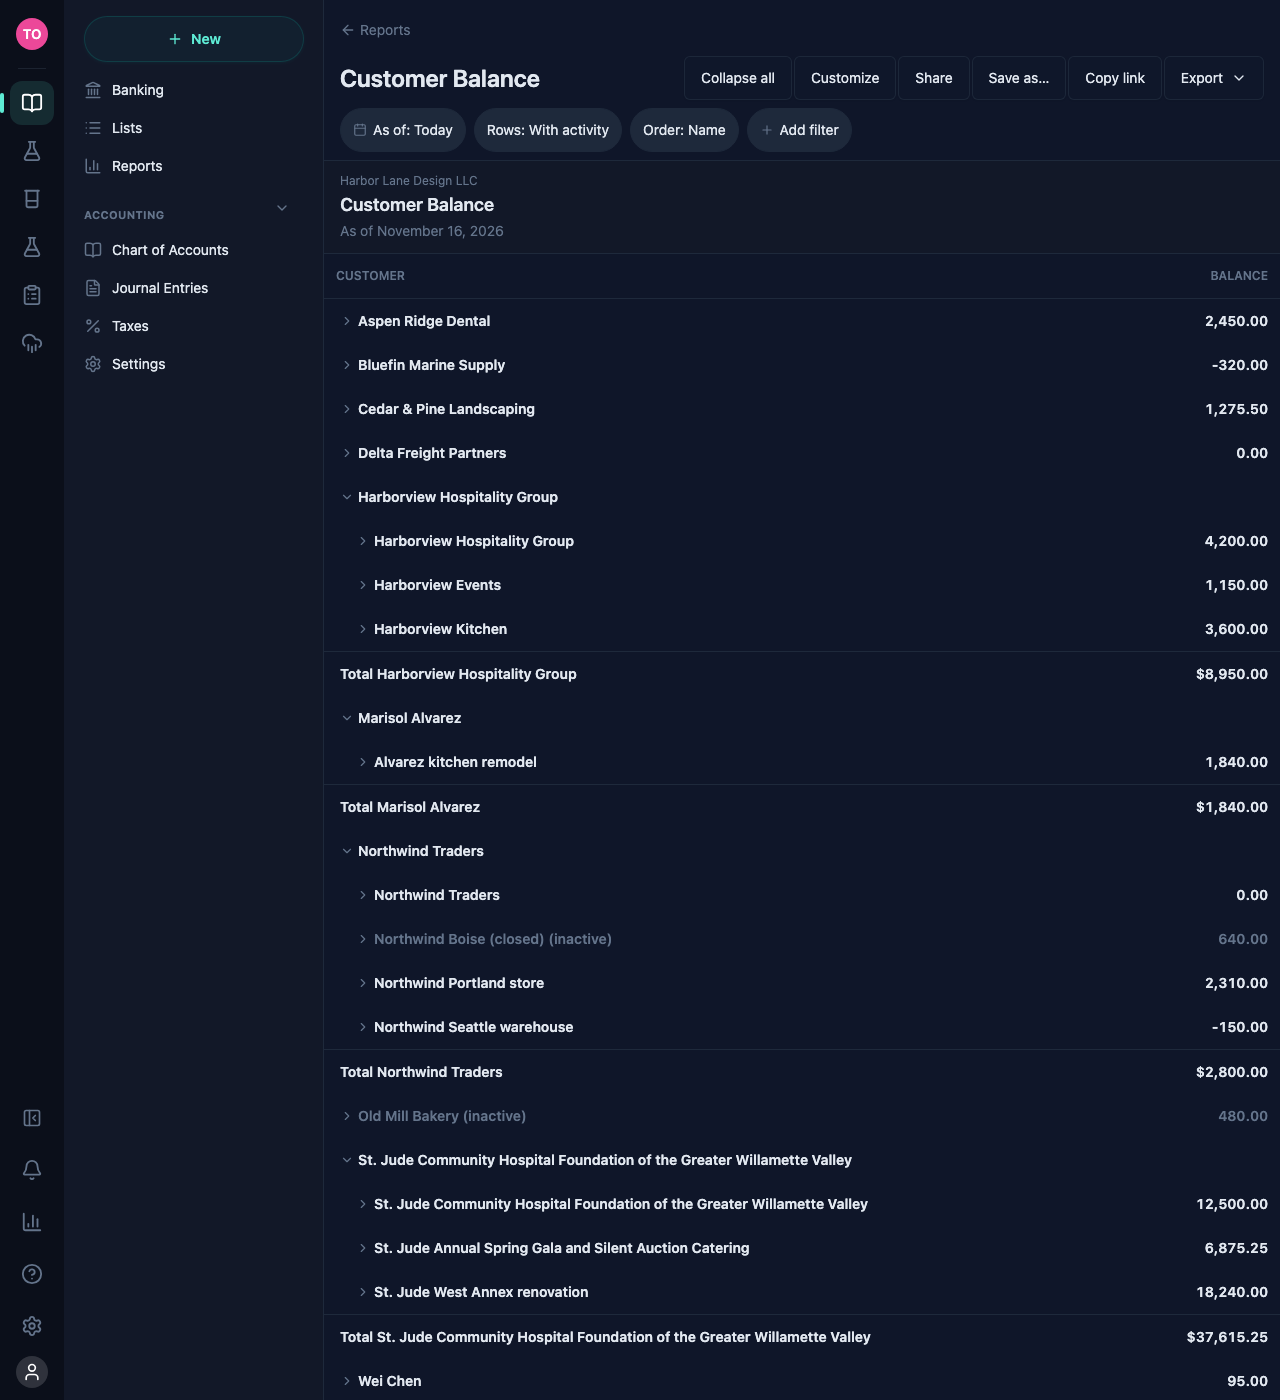 TO
New
Banking
Lists
Reports
ACCOUNTING
Chart of Accounts
Journal Entries
Taxes
Settings
Reports
Customer Balance
Collapse all
Customize
Share
Save as...
Copy link
Export
As of: Today
Rows: With activity
Order: Name
Add filter
Harbor Lane Design LLC
Customer Balance
As of November 16, 2026
CUSTOMER BALANCE
Aspen Ridge Dental 2,450.00
Bluefin Marine Supply -320.00
Cedar & Pine Landscaping 1,275.50
Delta Freight Partners 0.00
Harborview Hospitality Group
Harborview Hospitality Group 4,200.00
Harborview Events 1,150.00
Harborview Kitchen 3,600.00
Total Harborview Hospitality Group $8,950.00
Marisol Alvarez
Alvarez kitchen remodel 1,840.00
Total Marisol Alvarez $1,840.00
Northwind Traders
Northwind Traders 0.00
Northwind Boise (closed) (inactive) 640.00
Northwind Portland store 2,310.00
Northwind Seattle warehouse -150.00
Total Northwind Traders $2,800.00
Old Mill Bakery (inactive) 480.00
St. Jude Community Hospital Foundation of the Greater Willamette Valley
St. Jude Community Hospital Foundation of the Greater Willamette Valley 12,500.00
St. Jude Annual Spring Gala and Silent Auction Catering 6,875.25
St. Jude West Annex renovation 18,240.00
Total St. Jude Community Hospital Foundation of the Greater Willamette Valley $37,615.25
Wei Chen 95.00